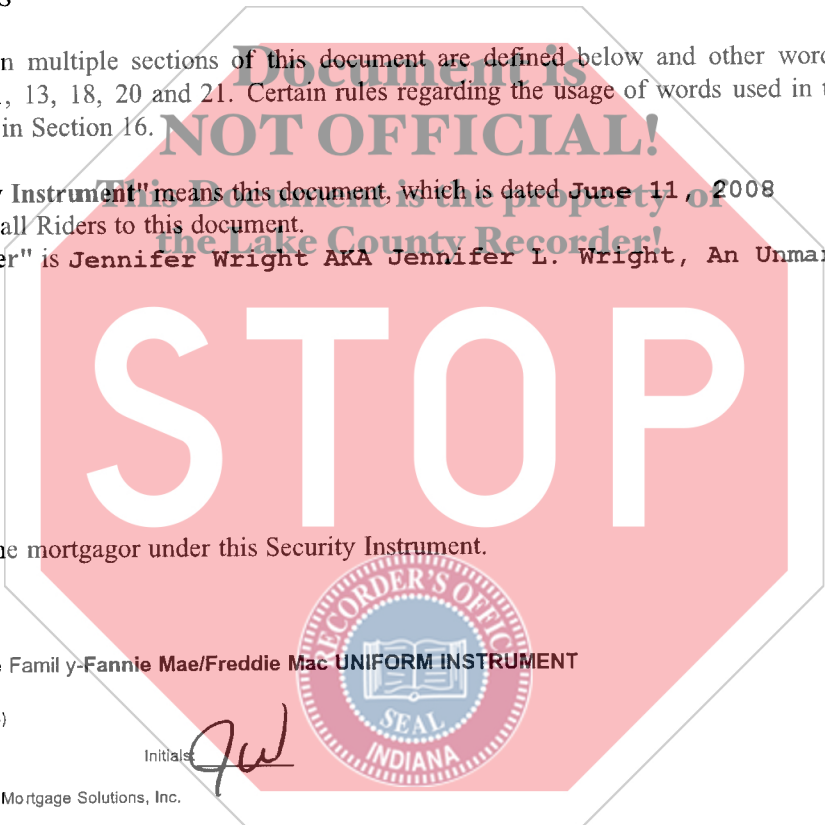 n multiple sections of this document are defined below and other word
, 13, 18, 20 and 21. Certain rules regarding the usage of words used in t
in Section 16.
Document is
NOT OFFICIAL!
This Document is the property of
the Lake County Recorder!
y Instrument" means this document, which is dated June 11, 2008
all Riders to this document.
er" is Jennifer Wright AKA Jennifer L. Wright, An Unmar
STOP
ne mortgagor under this Security Instrument.
RECORDER'S OFFIC
SEAL
INDIANA
e Family-Fannie Mae/Freddie Mac UNIFORM INSTRUMENT
)
Initials: JW
Mortgage Solutions, Inc.